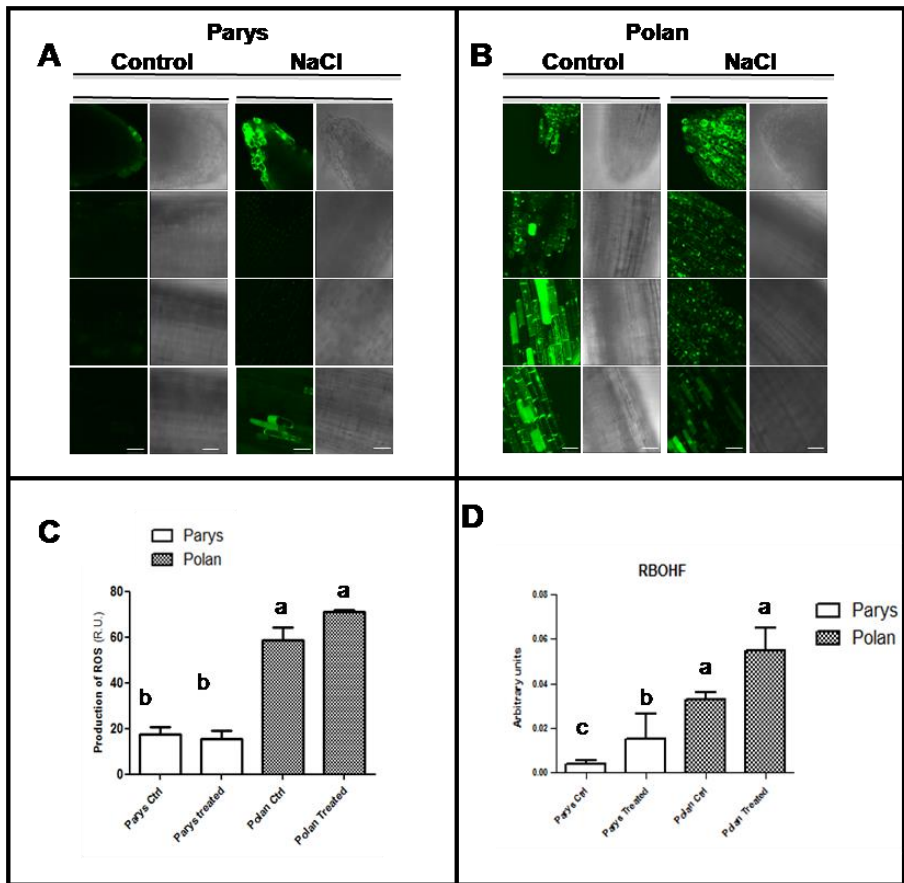 Parys
A
Control NaCl
Polan
B
Control NaCl
C
Parys
Polan
Production of ROS (R.U.)
80
60
40
20
0
b
b
a
a
Parys Ctrl
Parys treated
Polan Ctrl
Polan Treated
D
RBOHF
Parys
Polan
Arbitrary units
0.08
0.06
0.04
0.02
0.00
c
b
a
a
Parys Ctrl
Parys Treated
Polan Ctrl
Polan Treated